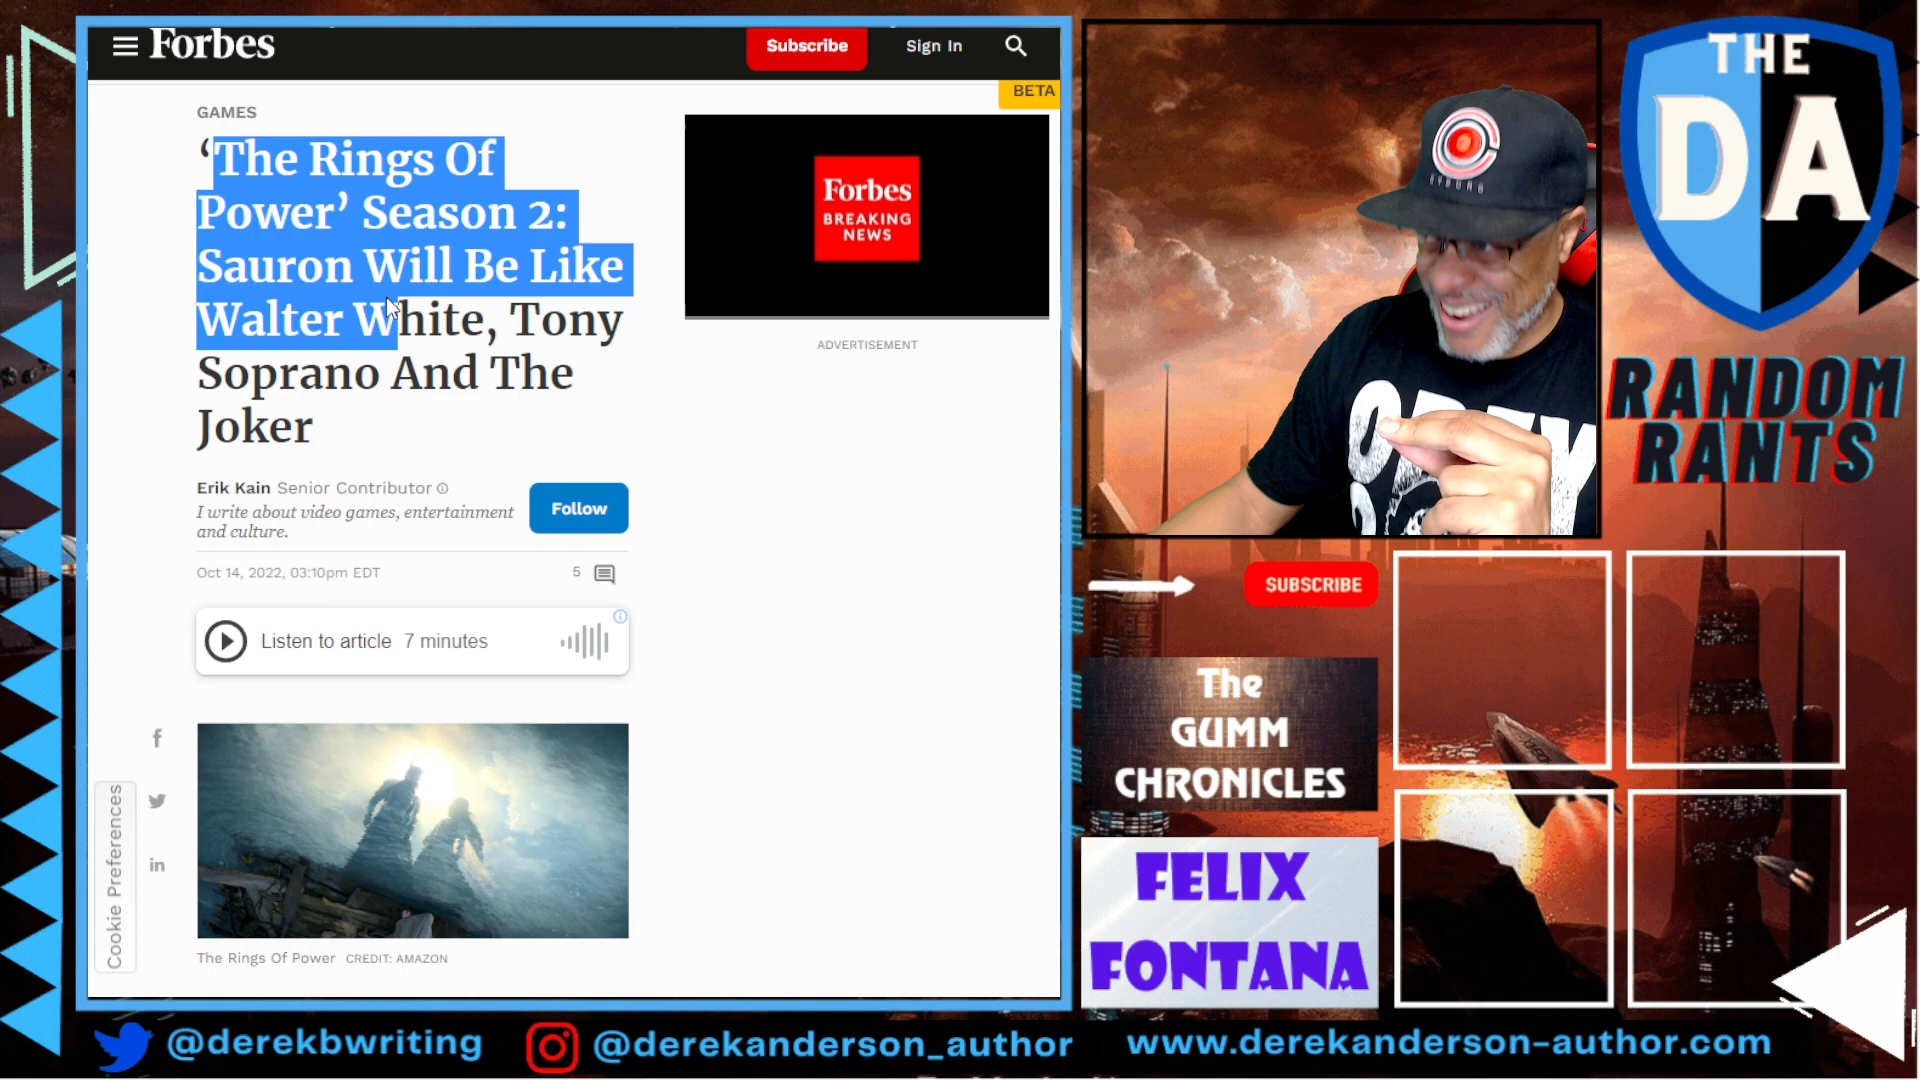 Forbes
Subscribe
Sign In
BETA
GAMES
‘The Rings Of
Power’ Season 2:
Sauron Will Be Like
Walter White, Tony
Soprano And The
Joker
Erik Kain Senior Contributor
I write about video games, entertainment
and culture.
Follow
Oct 14, 2022, 03:10pm EDT
5
Listen to article 7 minutes
Cookie Preferences
The Rings Of Power CREDIT: AMAZON
Forbes
BREAKING
NEWS
ADVERTISEMENT
THE
DA
RANDOM
RANTS
SUBSCRIBE
The
GUMM
CHRONICLES
FELIX
FONTANA
@derekbwriting
@derekanderson_author
www.derekanderson-author.com